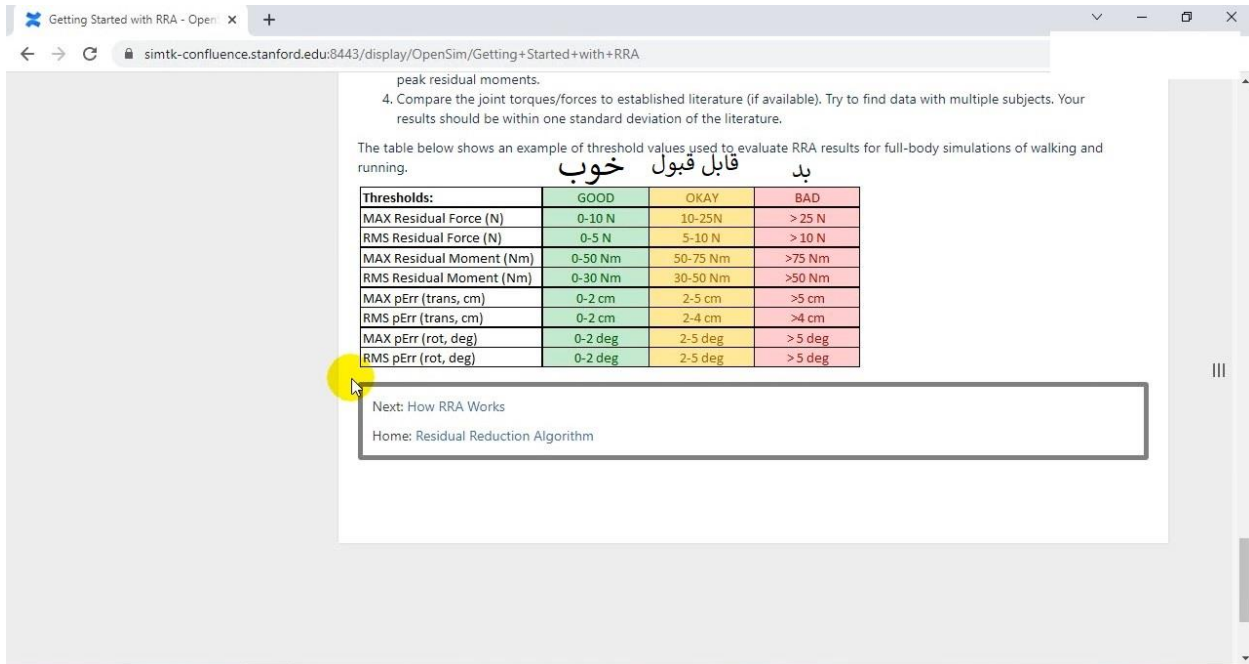 Getting Started with RRA - Open
simtk-confluence.stanford.edu:8443/display/OpenSim/Getting+Started+with+RRA
peak residual moments.
4. Compare the joint torques/forces to established literature (if available). Try to find data with multiple subjects. Your
results should be within one standard deviation of the literature.
The table below shows an example of threshold values used to evaluate RRA results for full-body simulations of walking and
running.
خوب قابل قبول بد
Thresholds: GOOD OKAY BAD
MAX Residual Force (N) 0-10 N 10-25N > 25 N
RMS Residual Force (N) 0-5 N 5-10 N > 10 N
MAX Residual Moment (Nm) 0-50 Nm 50-75 Nm >75 Nm
RMS Residual Moment (Nm) 0-30 Nm 30-50 Nm >50 Nm
MAX pErr (trans, cm) 0-2 cm 2-5 cm >5 cm
RMS pErr (trans, cm) 0-2 cm 2-4 cm >4 cm
MAX pErr (rot, deg) 0-2 deg 2-5 deg > 5 deg
RMS pErr (rot, deg) 0-2 deg 2-5 deg > 5 deg
Next: How RRA Works
Home: Residual Reduction Algorithm